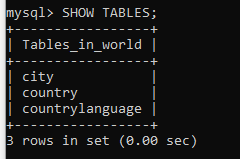 mysql> SHOW TABLES;
+-----------------+
| Tables_in_world |
+-----------------+
| city            |
| country         |
| countrylanguage |
+-----------------+
3 rows in set (0.00 sec)